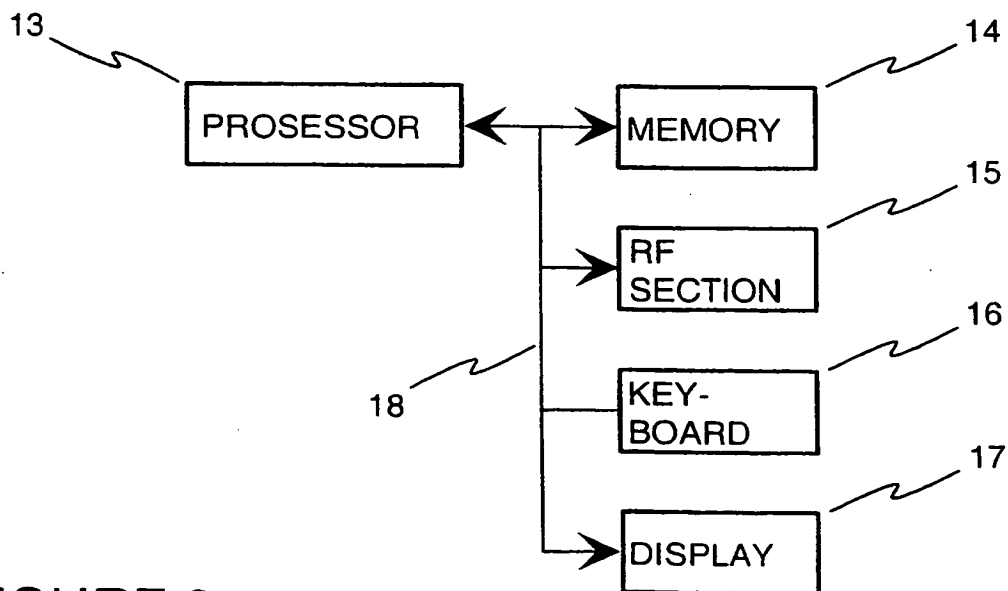 13
14
PROSESSOR
MEMORY
15
RF
SECTION
16
18
KEY-
BOARD
17
DISPLAY